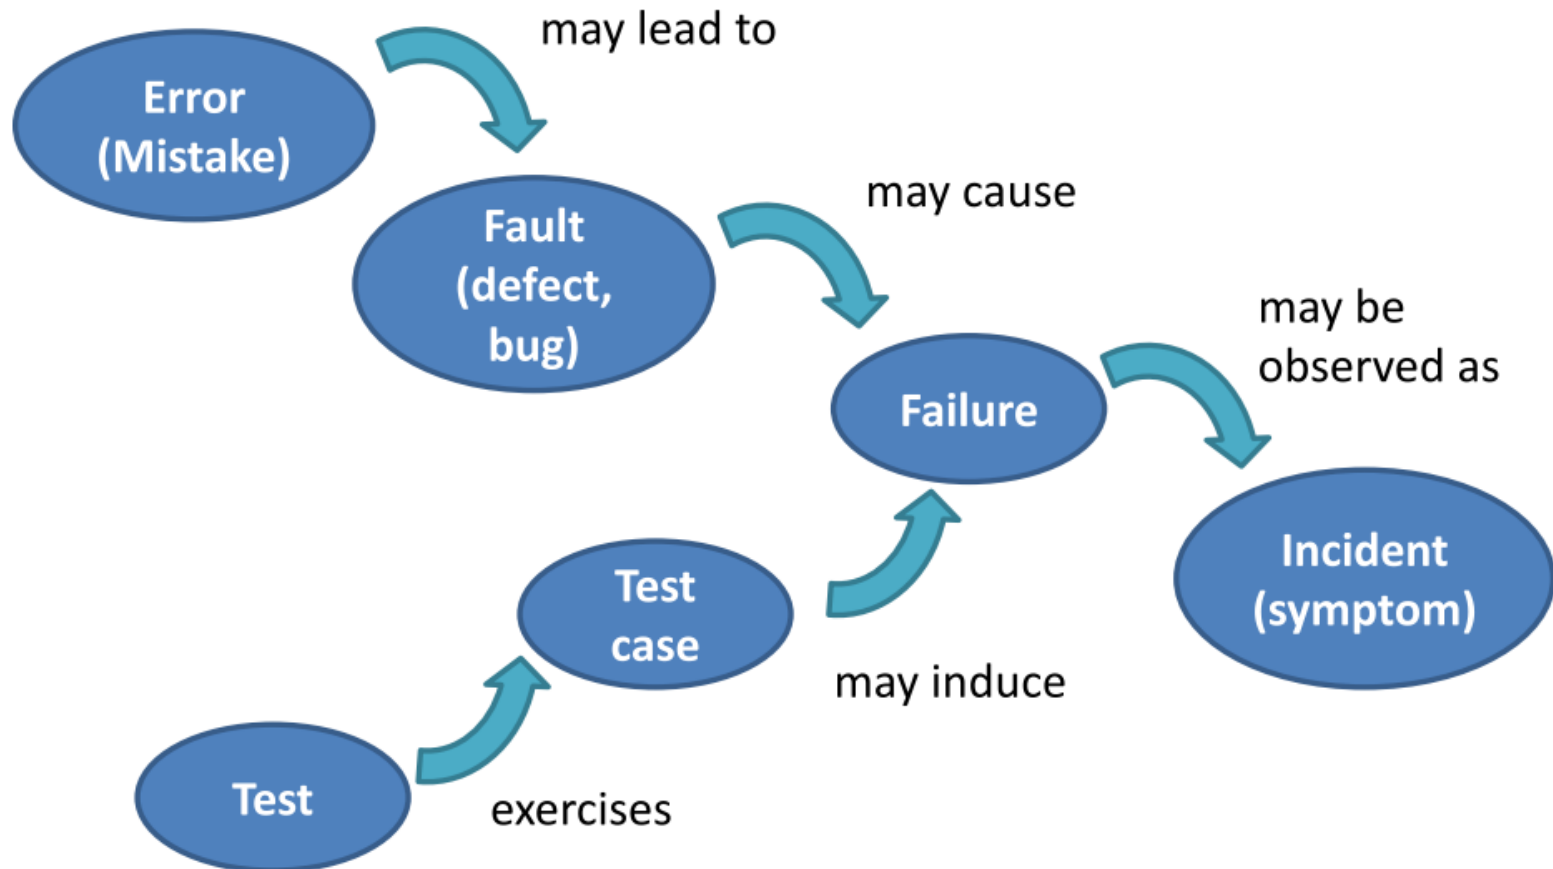 may lead to
Error
(Mistake)
may cause
Fault
(defect,
bug)
may be
observed as
Failure
Incident
(symptom)
Test
case
may induce
Test
exercises